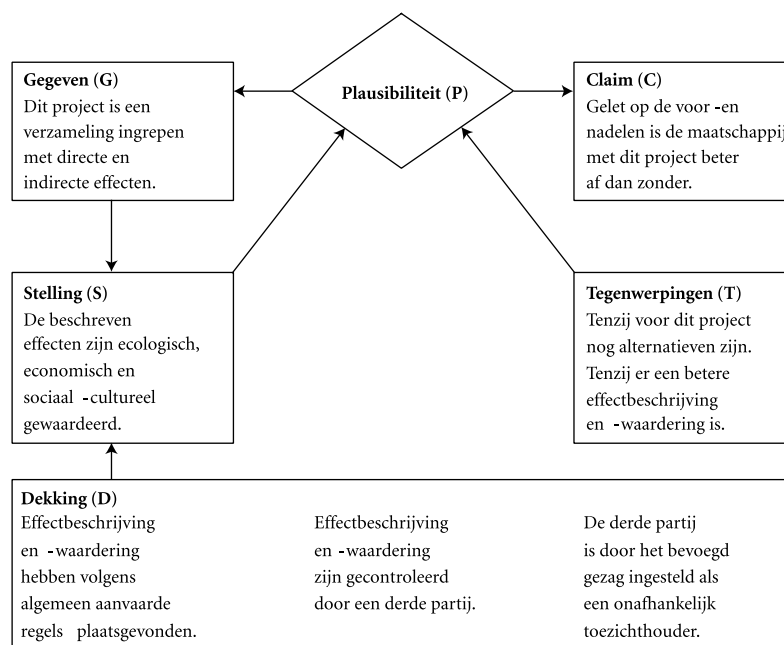 Gegeven (G)
Dit project is een
verzameling ingrepen
met directe en
indirecte effecten.
Plausibiliteit (P)
Claim (C)
Gelet op de voor -en
nadelen is de maatschappij
met dit project beter
af dan zonder.
Stelling (S)
De beschreven
effecten zijn ecologisch,
economisch en
sociaal -cultureel
gewaardeerd.
Tegenwerpingen (T)
Tenzij voor dit project
nog alternatieven zijn.
Tenzij er een betere
effectbeschrijving
en -waardering is.
Dekking (D)
Effectbeschrijving
en -waardering
hebben volgens
algemeen aanvaarde
regels plaatsgevonden.
Effectbeschrijving
en -waardering
zijn gecontroleerd
door een derde partij.
De derde partij
is door het bevoegd
gezag ingesteld als
een onafhankelijk
toezichthouder.